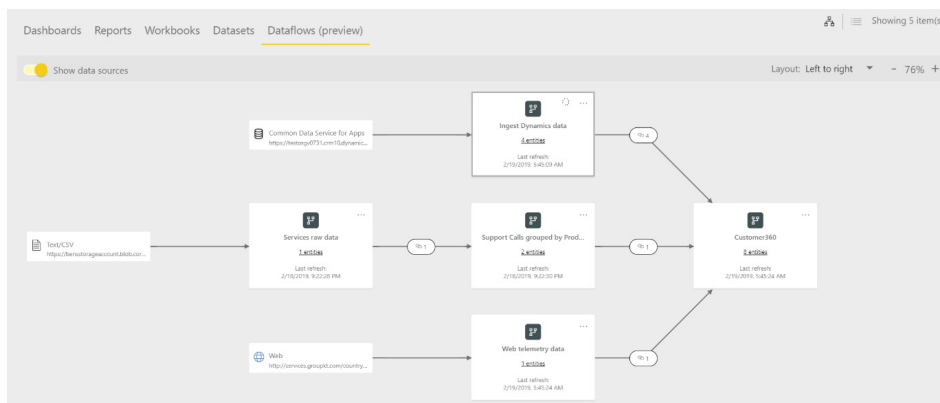 Dashboards Reports Workbooks Datasets Dataflows (preview)
Showing 5 item(s
Show data sources
Layout: Left to right
- 76% +
Common Data Service for Apps
https://testorgv0731.crm10.dynamic...
Ingest Dynamics data
4 entities
Last refresh:
2/19/2019, 5:45:09 AM
4
Text/CSV
https://bensstorageaccount.blob.cor...
Services raw data
1 entities
Last refresh:
2/18/2019, 9:22:28 PM
1
Support Calls grouped by Prod...
2 entities
Last refresh:
2/18/2019, 9:22:30 PM
1
Customer360
8 entities
Last refresh:
2/19/2019, 5:45:24 AM
Web
http://services.groupkt.com/country...
Web telemetry data
1 entities
Last refresh:
2/19/2019, 5:45:24 AM
1